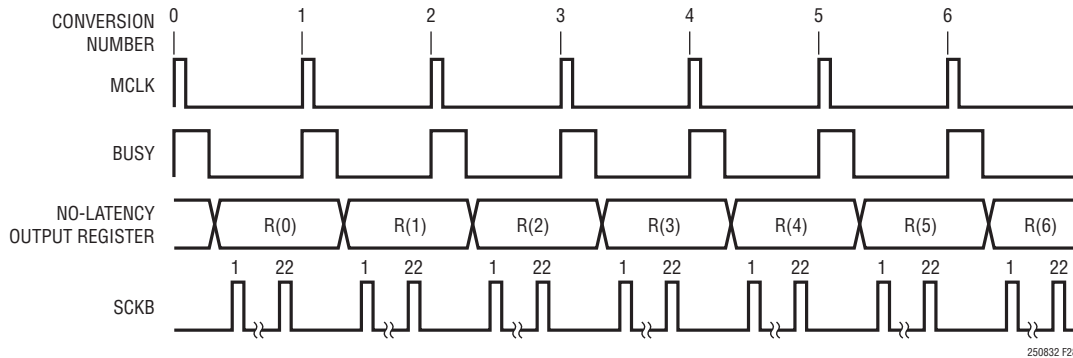 CONVERSION NUMBER 0 1 2 3 4 5 6
MCLK
BUSY
NO-LATENCY OUTPUT REGISTER R(0) R(1) R(2) R(3) R(4) R(5) R(6)
1 22 1 22 1 22 1 22 1 22 1 22 1 22
SCKB